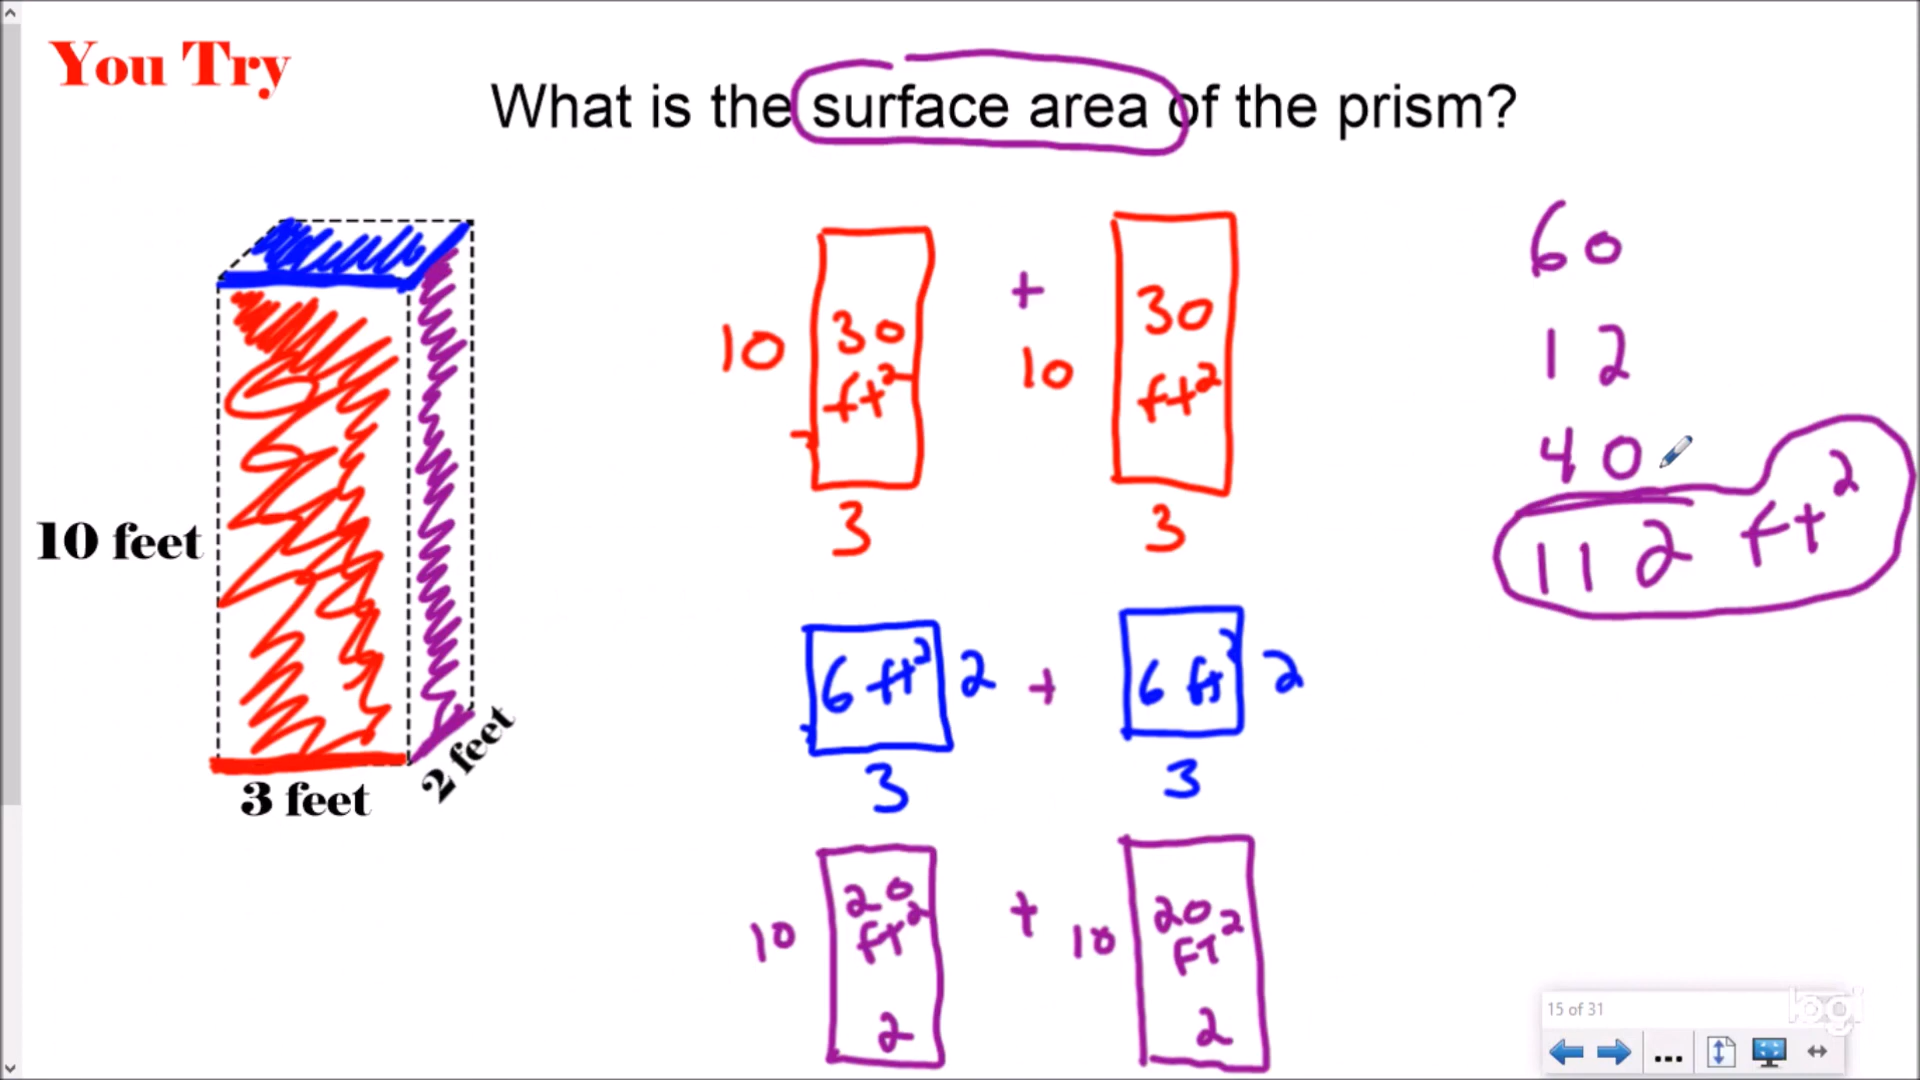 You Try
What is the surface area of the prism?
10 feet
3 feet
2 feet
10
30
ft²
3
+
10
30
ft²
3
6 ft²
2
3
+
6 ft²
2
3
10
20
ft²
2
+
10
20
FT²
2
60
12
40
112 ft²
15 of 31
logi
...